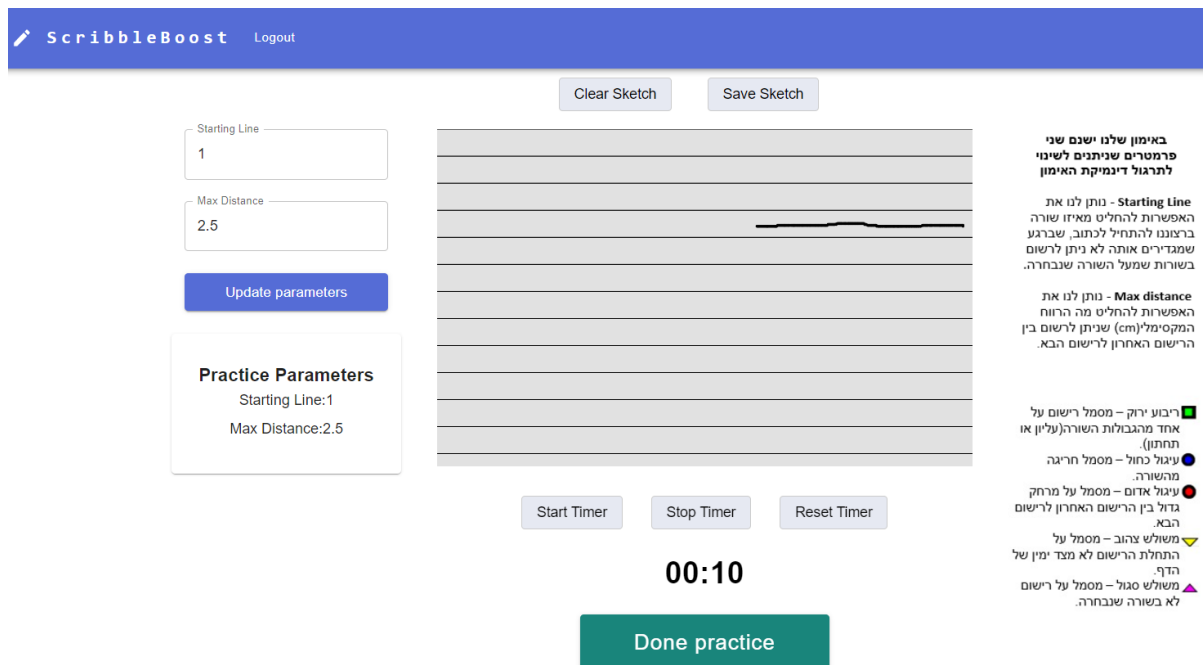 ScribbleBoost Logout
Clear Sketch Save Sketch
Starting Line
1
Max Distance
2.5
Update parameters
Practice Parameters
Starting Line:1
Max Distance:2.5
Start Timer Stop Timer Reset Timer
00:10
Done practice
באימון שלנו ישנם שני
פרמטרים שניתנים לשינוי
לתרגול דינמיקת האימון
Starting Line - נותן לנו את
האפשרות להחליט מאיזו שורה
ברצוננו להתחיל לכתוב, שברגע
שמגדירים אותה לא ניתן לרשום
בשורות שמעל השורה שנבחרה.
Max distance - נותן לנו את
האפשרות להחליט מה הרווח
המקסימלי(cm) שניתן לרשום בין
הרישום האחרון לרישום הבא.
ריבוע ירוק – מסמל רישום על
אחד מהגבולות השורה(עליון או
תחתון).
עיגול כחול – מסמל חריגה
מהשורה.
עיגול אדום – מסמל על מרחק
גדול בין הרישום האחרון לרישום
הבא.
משולש צהוב – מסמל על
התחלת הרישום לא מצד ימין של
הדף.
משולש סגול – מסמל על רישום
לא בשורה שנבחרה.